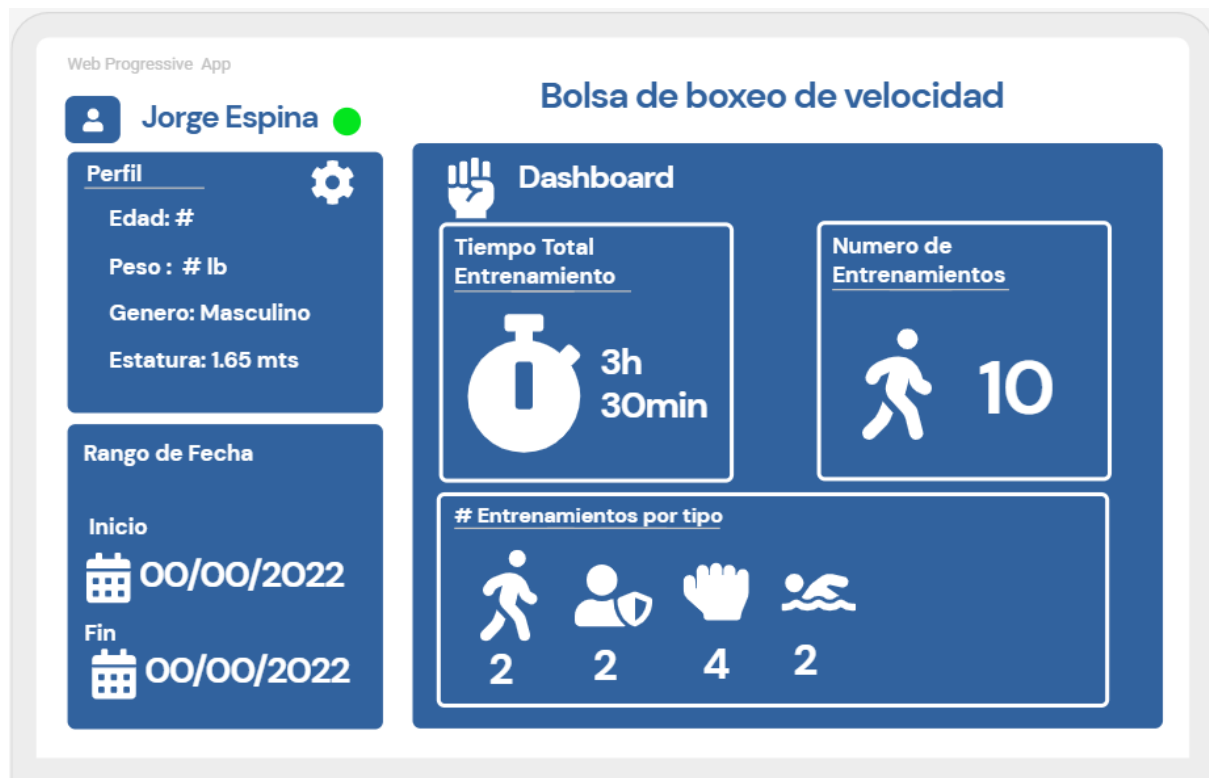 Web Progressive App
Jorge Espina
Bolsa de boxeo de velocidad
Perfil
Edad: #
Peso : # lb
Genero: Masculino
Estatura: 1.65 mts
Rango de Fecha
Inicio
00/00/2022
Fin
00/00/2022
Dashboard
Tiempo Total
Entrenamiento
3h
30min
Numero de
Entrenamientos
10
# Entrenamientos por tipo
2 2 4 2